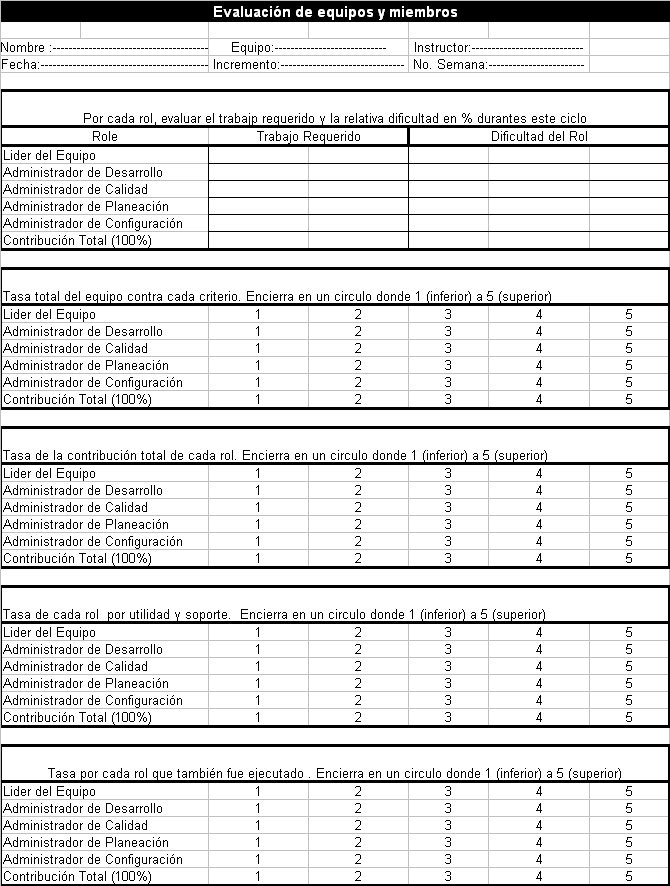 Evaluación de equipos y miembros
Nombre :--------------------------------------- Equipo:---------------------------- Instructor:----------------------------
Fecha:----------------------------------- Incremento:------------------------------- No. Semana:------------------------
Por cada rol, evaluar el trabajp requerido y la relativa dificultad en % durantes este ciclo
Role Trabajo Requerido Dificultad del Rol
Lider del Equipo
Administrador de Desarrollo
Administrador de Calidad
Administrador de Planeación
Administrador de Configuración
Contribución Total (100%)
Tasa total del equipo contra cada criterio. Encierra en un circulo donde 1 (inferior) a 5 (superior)
Lider del Equipo 1 2 3 4 5
Administrador de Desarrollo 1 2 3 4 5
Administrador de Calidad 1 2 3 4 5
Administrador de Planeación 1 2 3 4 5
Administrador de Configuración 1 2 3 4 5
Contribución Total (100%) 1 2 3 4 5
Tasa de la contribución total de cada rol. Encierra en un circulo donde 1 (inferior) a 5 (superior)
Lider del Equipo 1 2 3 4 5
Administrador de Desarrollo 1 2 3 4 5
Administrador de Calidad 1 2 3 4 5
Administrador de Planeación 1 2 3 4 5
Administrador de Configuración 1 2 3 4 5
Contribución Total (100%) 1 2 3 4 5
Tasa de cada rol por utilidad y soporte. Encierra en un circulo donde 1 (inferior) a 5 (superior)
Lider del Equipo 1 2 3 4 5
Administrador de Desarrollo 1 2 3 4 5
Administrador de Calidad 1 2 3 4 5
Administrador de Planeación 1 2 3 4 5
Administrador de Configuración 1 2 3 4 5
Contribución Total (100%) 1 2 3 4 5
Tasa por cada rol que también fue ejecutado . Encierra en un circulo donde 1 (inferior) a 5 (superior)
Lider del Equipo 1 2 3 4 5
Administrador de Desarrollo 1 2 3 4 5
Administrador de Calidad 1 2 3 4 5
Administrador de Planeación 1 2 3 4 5
Administrador de Configuración 1 2 3 4 5
Contribución Total (100%) 1 2 3 4 5